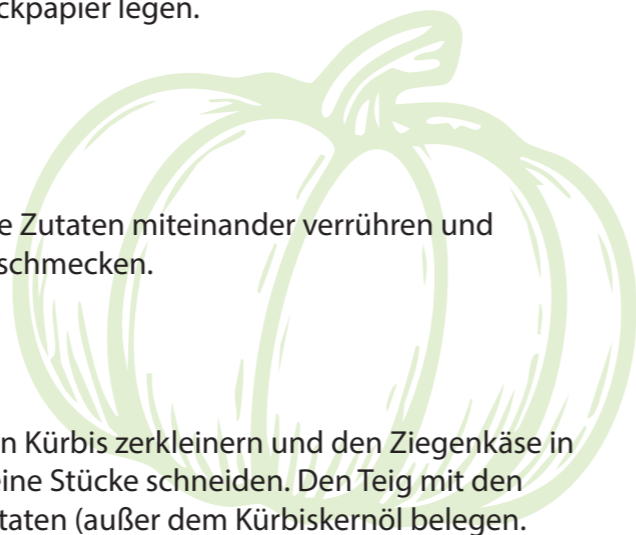 ckpapier legen.
e Zutaten miteinander verrühren und
schmecken.
n Kürbis zerkleinern und den Ziegenkäse in
eine Stücke schneiden. Den Teig mit den
taten (außer dem Kürbiskernöl belegen.